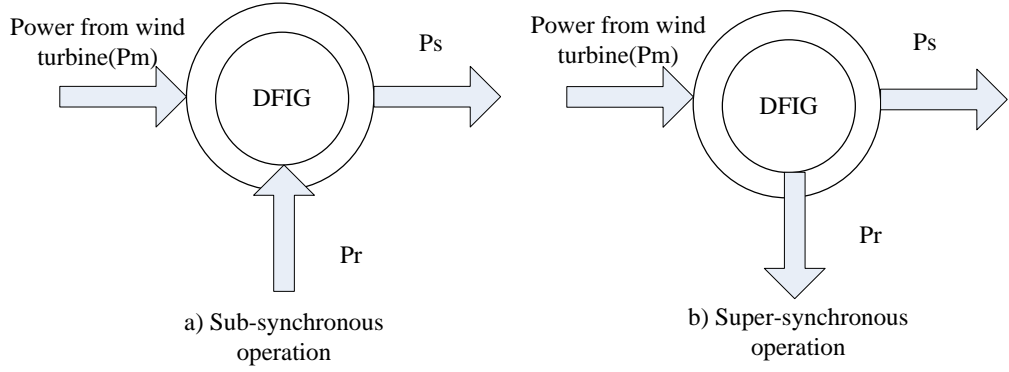 Power from wind
turbine(Pm)
Ps
DFIG
Pr
a) Sub-synchronous
operation
Power from wind
turbine(Pm)
Ps
DFIG
Pr
b) Super-synchronous
operation